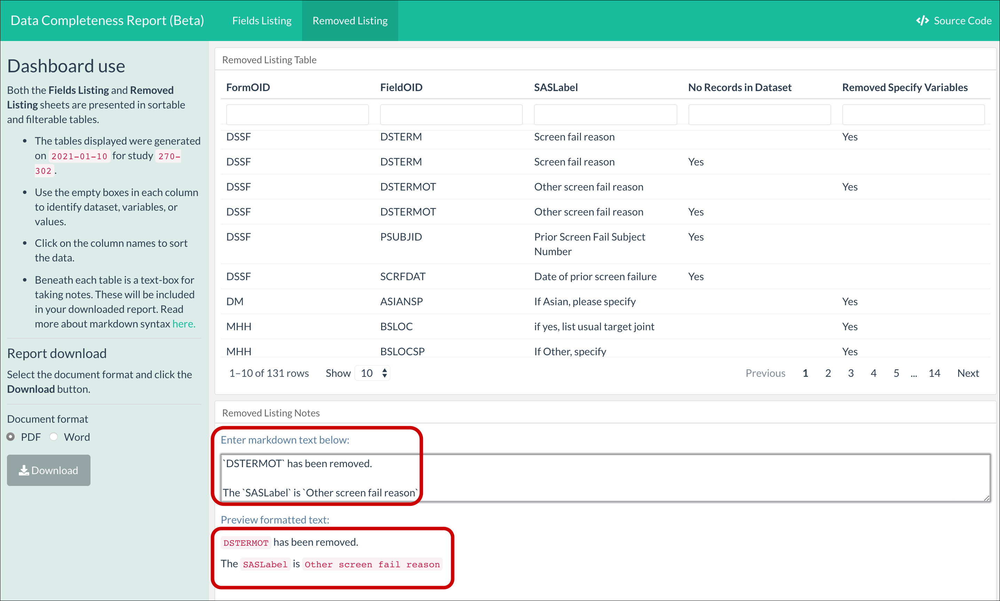 Data Completeness Report (Beta)
Fields Listing
Removed Listing
Source Code
Dashboard use
Both the Fields Listing and Removed
Listing sheets are presented in sortable
and filterable tables.
The tables displayed were generated
on 2021-01-10 for study 270-
302.
Use the empty boxes in each column
to identify dataset, variables, or
values.
Click on the column names to sort
the data.
Beneath each table is a text-box for
taking notes. These will be included
in your downloaded report. Read
more about markdown syntax here.
Report download
Select the document format and click the
Download button.
Document format
PDF Word
Download
Removed Listing Table
FormOID FieldOID SASLabel No Records in Dataset Removed Specify Variables
DSSF DSTERM Screen fail reason Yes
DSSF DSTERM Screen fail reason Yes
DSSF DSTERMOT Other screen fail reason Yes
DSSF DSTERMOT Other screen fail reason Yes
DSSF PSUBJID Prior Screen Fail Subject Yes
Number
DSSF SCRFDAT Date of prior screen failure Yes
DM ASIANSP If Asian, please specify Yes
MHH BSLOC if yes, list usual target joint Yes
MHH BSLOCSP If Other, specify Yes
1–10 of 131 rows Show 10 Previous 1 2 3 4 5 ... 14 Next
Removed Listing Notes
Enter markdown text below:
`DSTERMOT` has been removed.
The `SASLabel` is `Other screen fail reason`
Preview formatted text:
DSTERMOT has been removed.
The SASLabel is Other screen fail reason